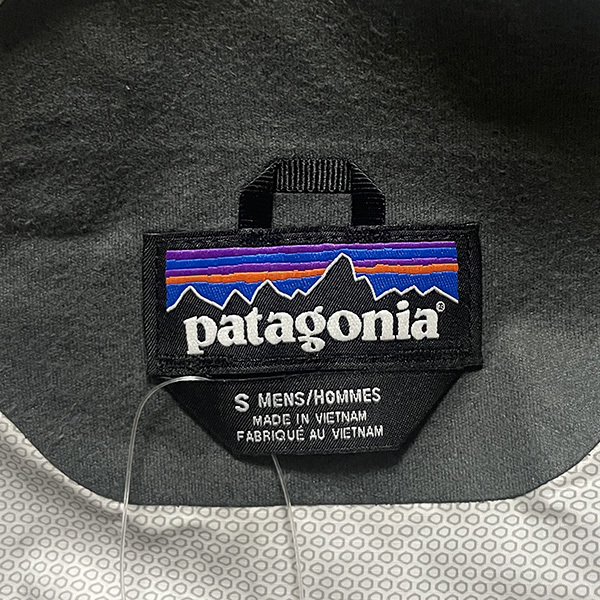 patagonia®
S MENS/HOMMES
MADE IN VIETNAM
FABRIQUÉ AU VIETNAM